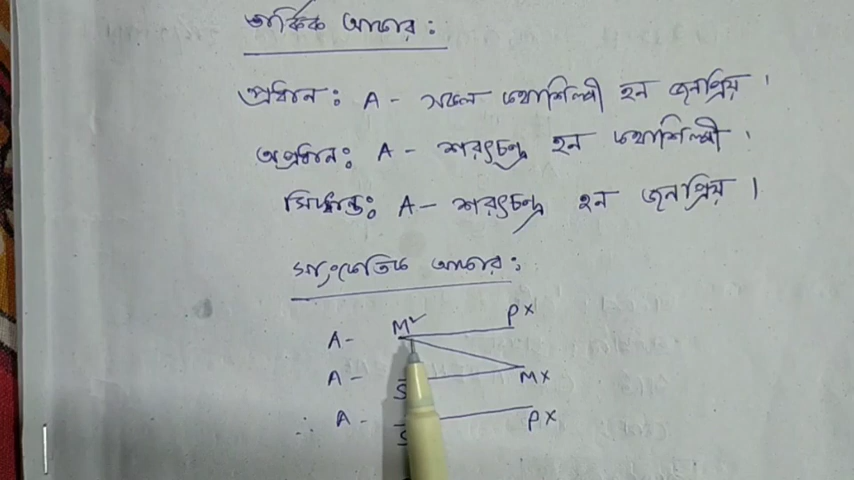 তার্কিক আকার :
প্রধান : A - সকল কথাশিল্পী হন জনপ্রিয় ।
অপ্রধান : A - শরৎচন্দ্র হন কথাশিল্পী ।
সিদ্ধান্ত : A - শরৎচন্দ্র হন জনপ্রিয় ।
সাংকেতিক আকার :
A - M✓ P×
A - S M×
∴ A - S P×